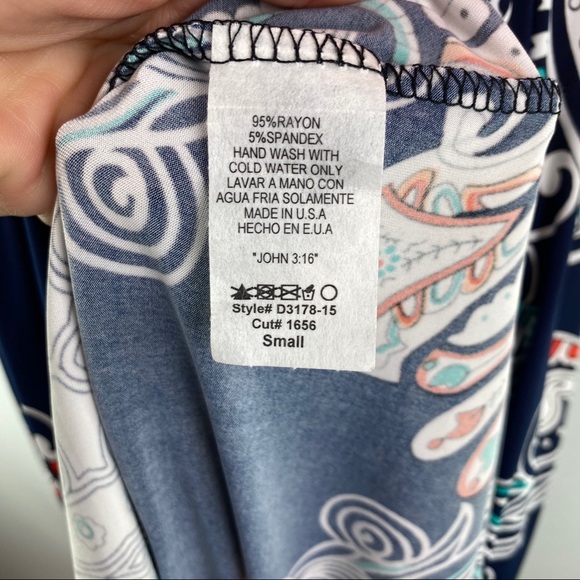 95%RAYON
5%SPANDEX
HAND WASH WITH
COLD WATER ONLY
LAVAR A MANO CON
AGUA FRIA SOLAMENTE
MADE IN U.S.A
HECHO EN E.U.A
"JOHN 3:16"
Style# D3178-15
Cut# 1656
Small